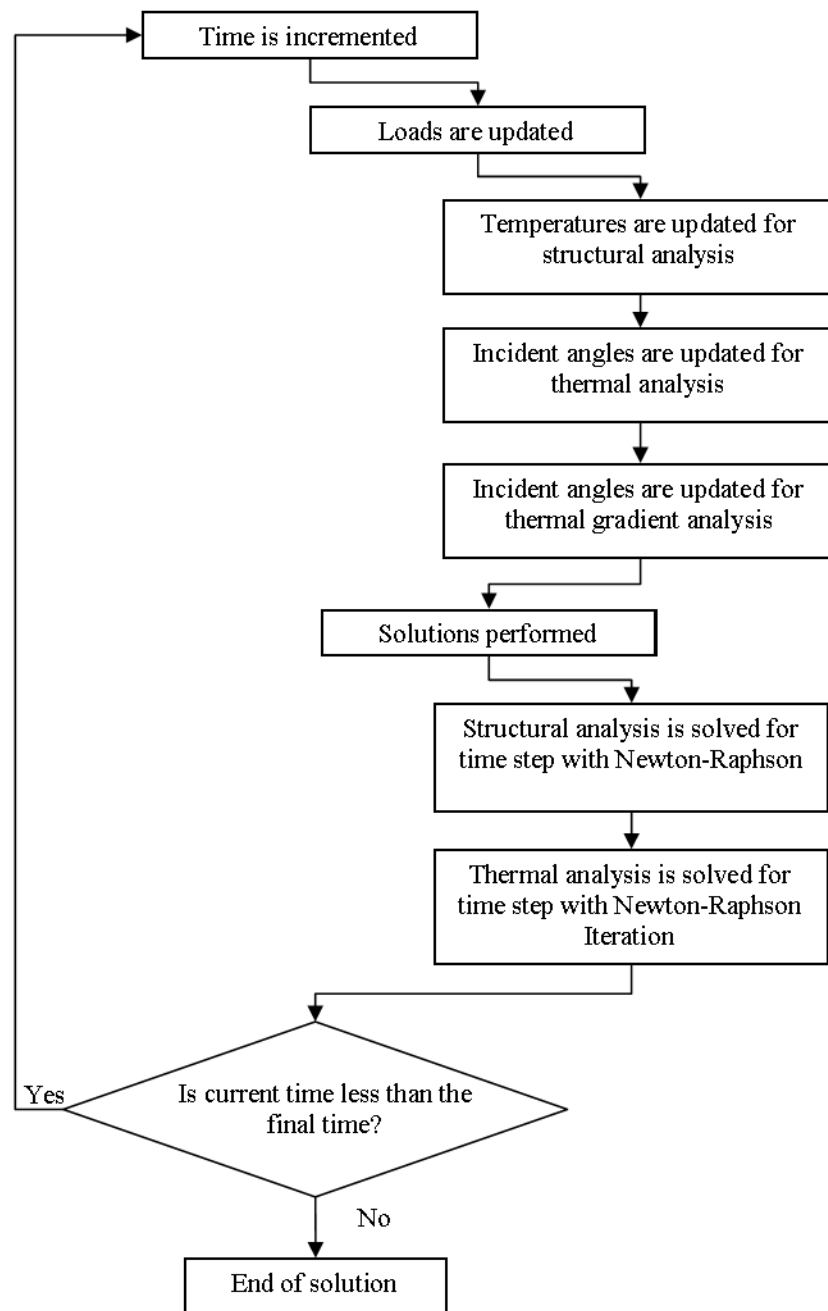 Time is incremented
Loads are updated
Temperatures are updated for
structural analysis
Incident angles are updated for
thermal analysis
Incident angles are updated for
thermal gradient analysis
Solutions performed
Structural analysis is solved for
time step with Newton-Raphson
Thermal analysis is solved for
time step with Newton-Raphson
Iteration
Yes
Is current time less than the
final time?
No
End of solution